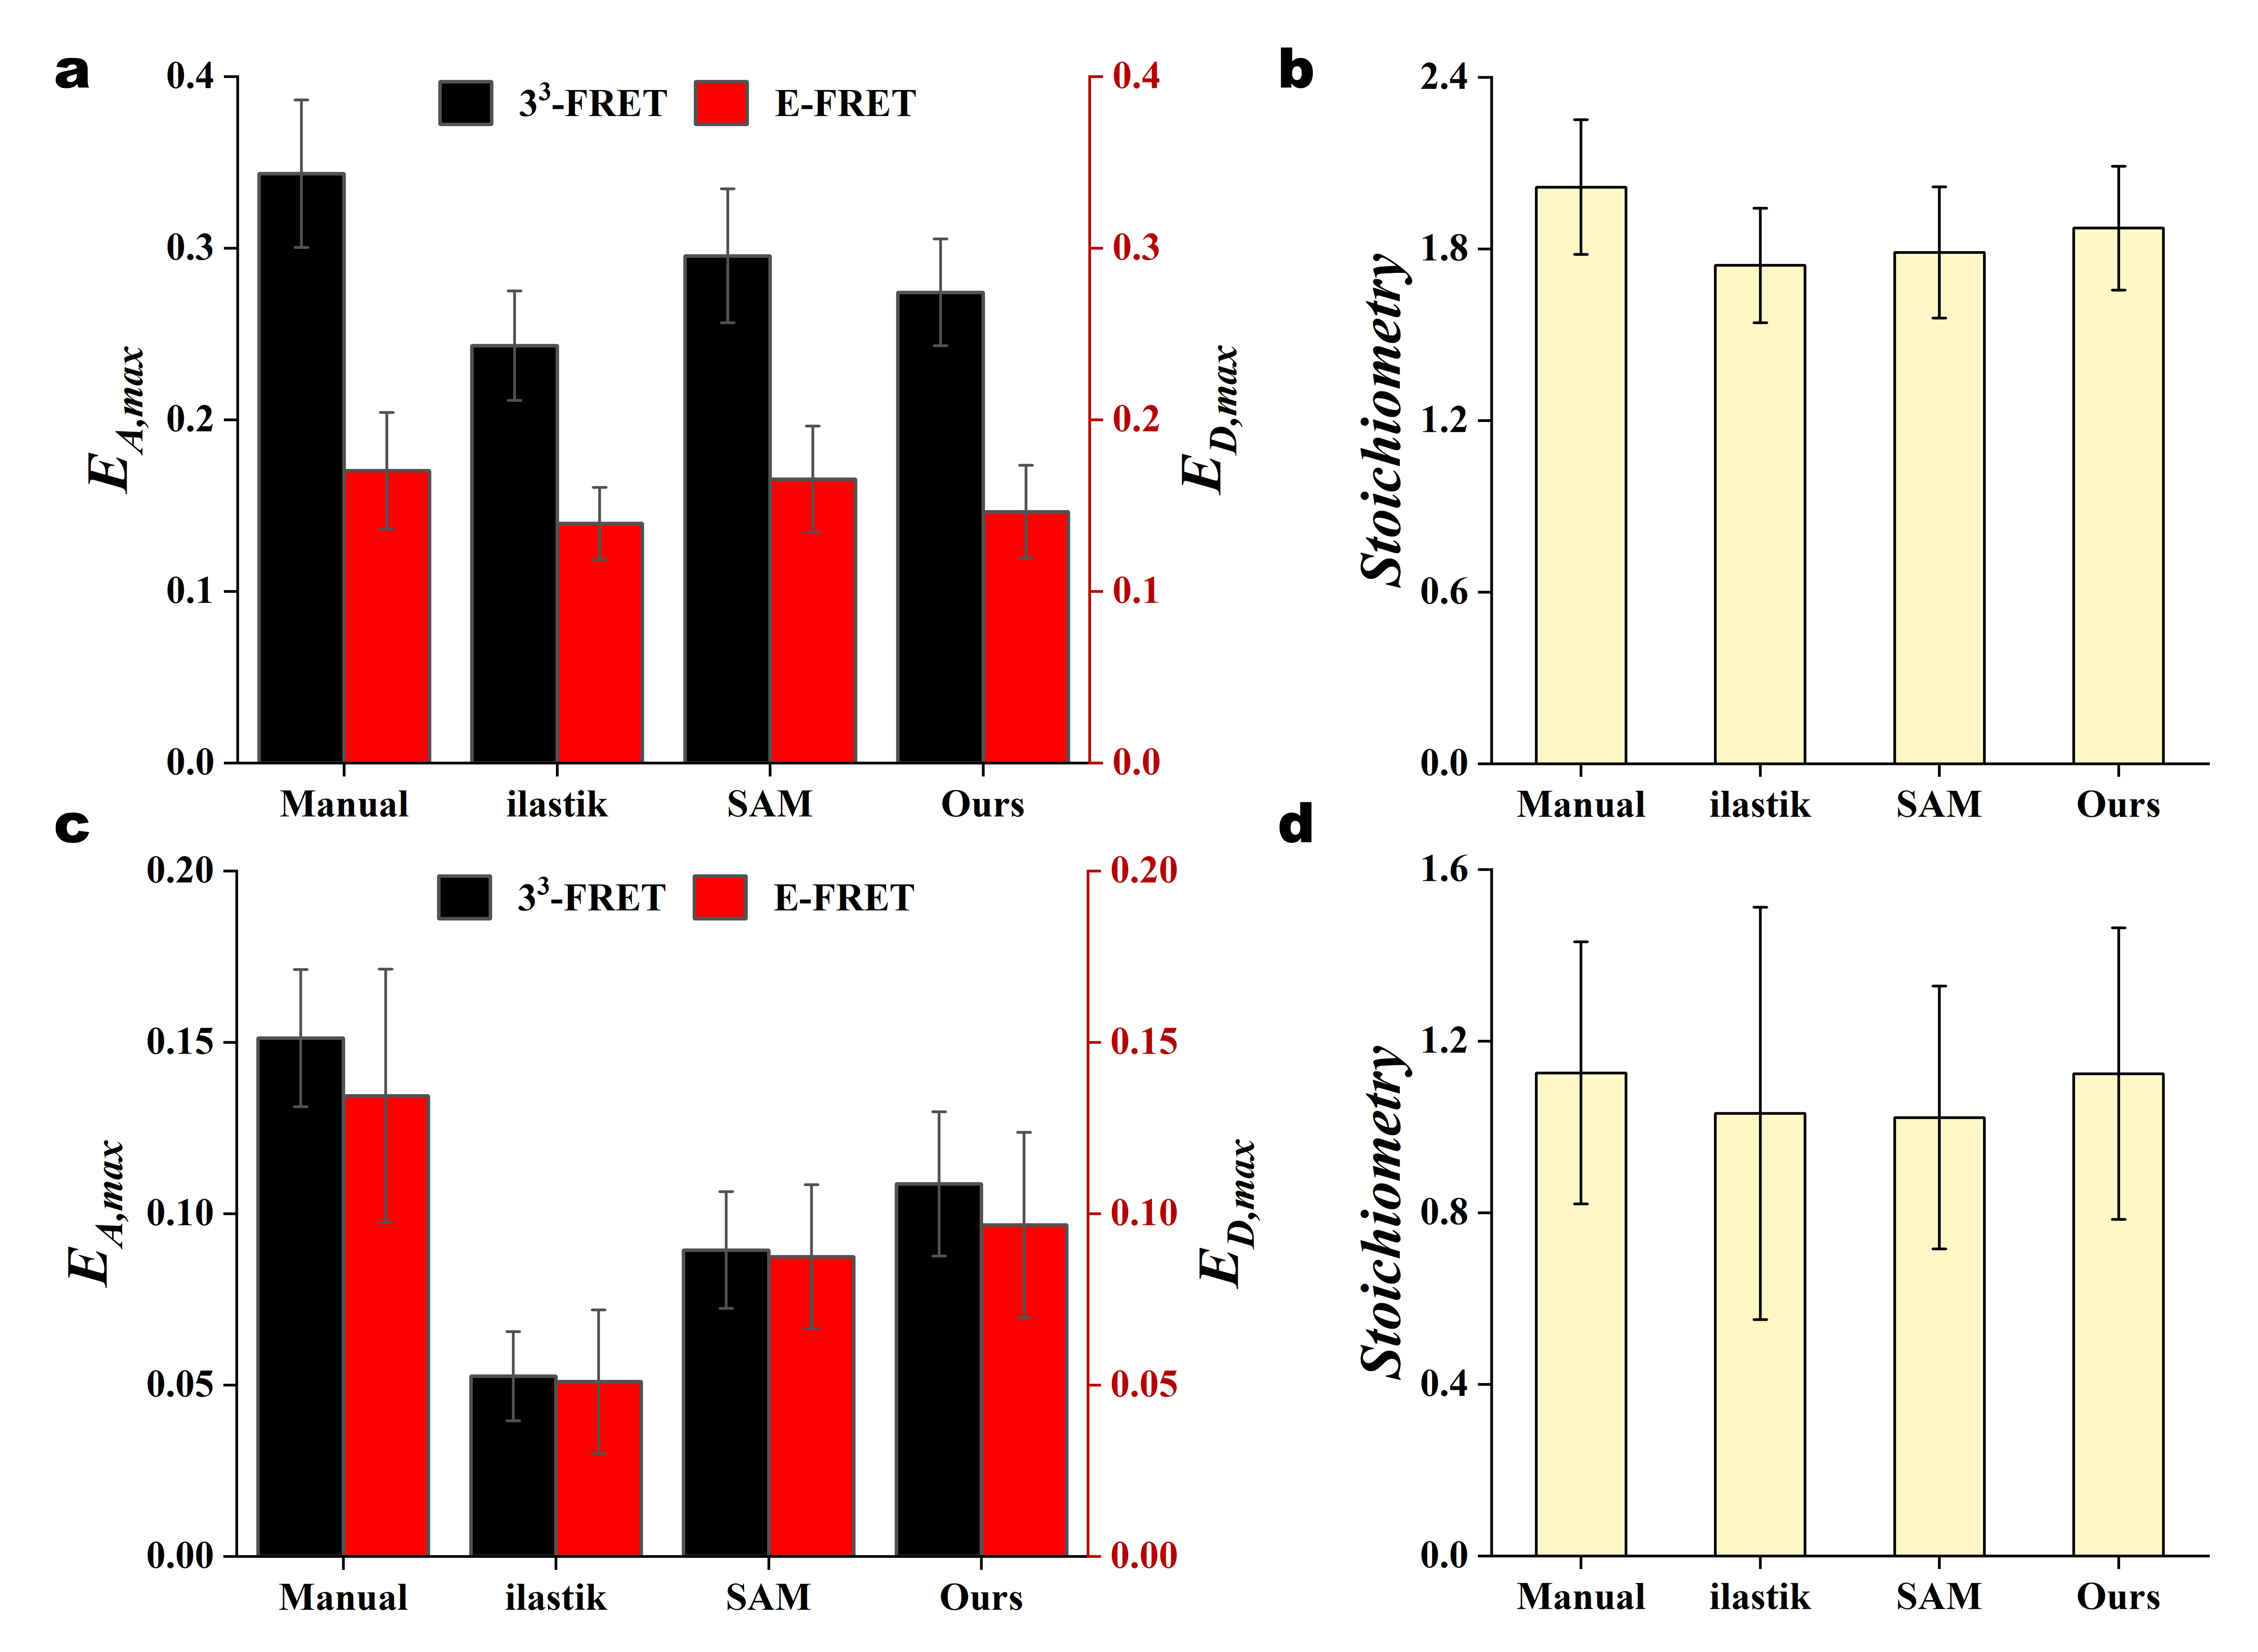 a
0.4
0.3
0.2
0.1
0.0
E A,max
3³-FRET
E-FRET
0.4
0.3
0.2
0.1
0.0
E D,max
Manual ilastik SAM Ours
b
2.4
1.8
1.2
0.6
0.0
Stoichiometry
Manual ilastik SAM Ours
c
0.20
0.15
0.10
0.05
0.00
E A,max
3³-FRET
E-FRET
0.20
0.15
0.10
0.05
0.00
E D,max
Manual ilastik SAM Ours
d
1.6
1.2
0.8
0.4
0.0
Stoichiometry
Manual ilastik SAM Ours